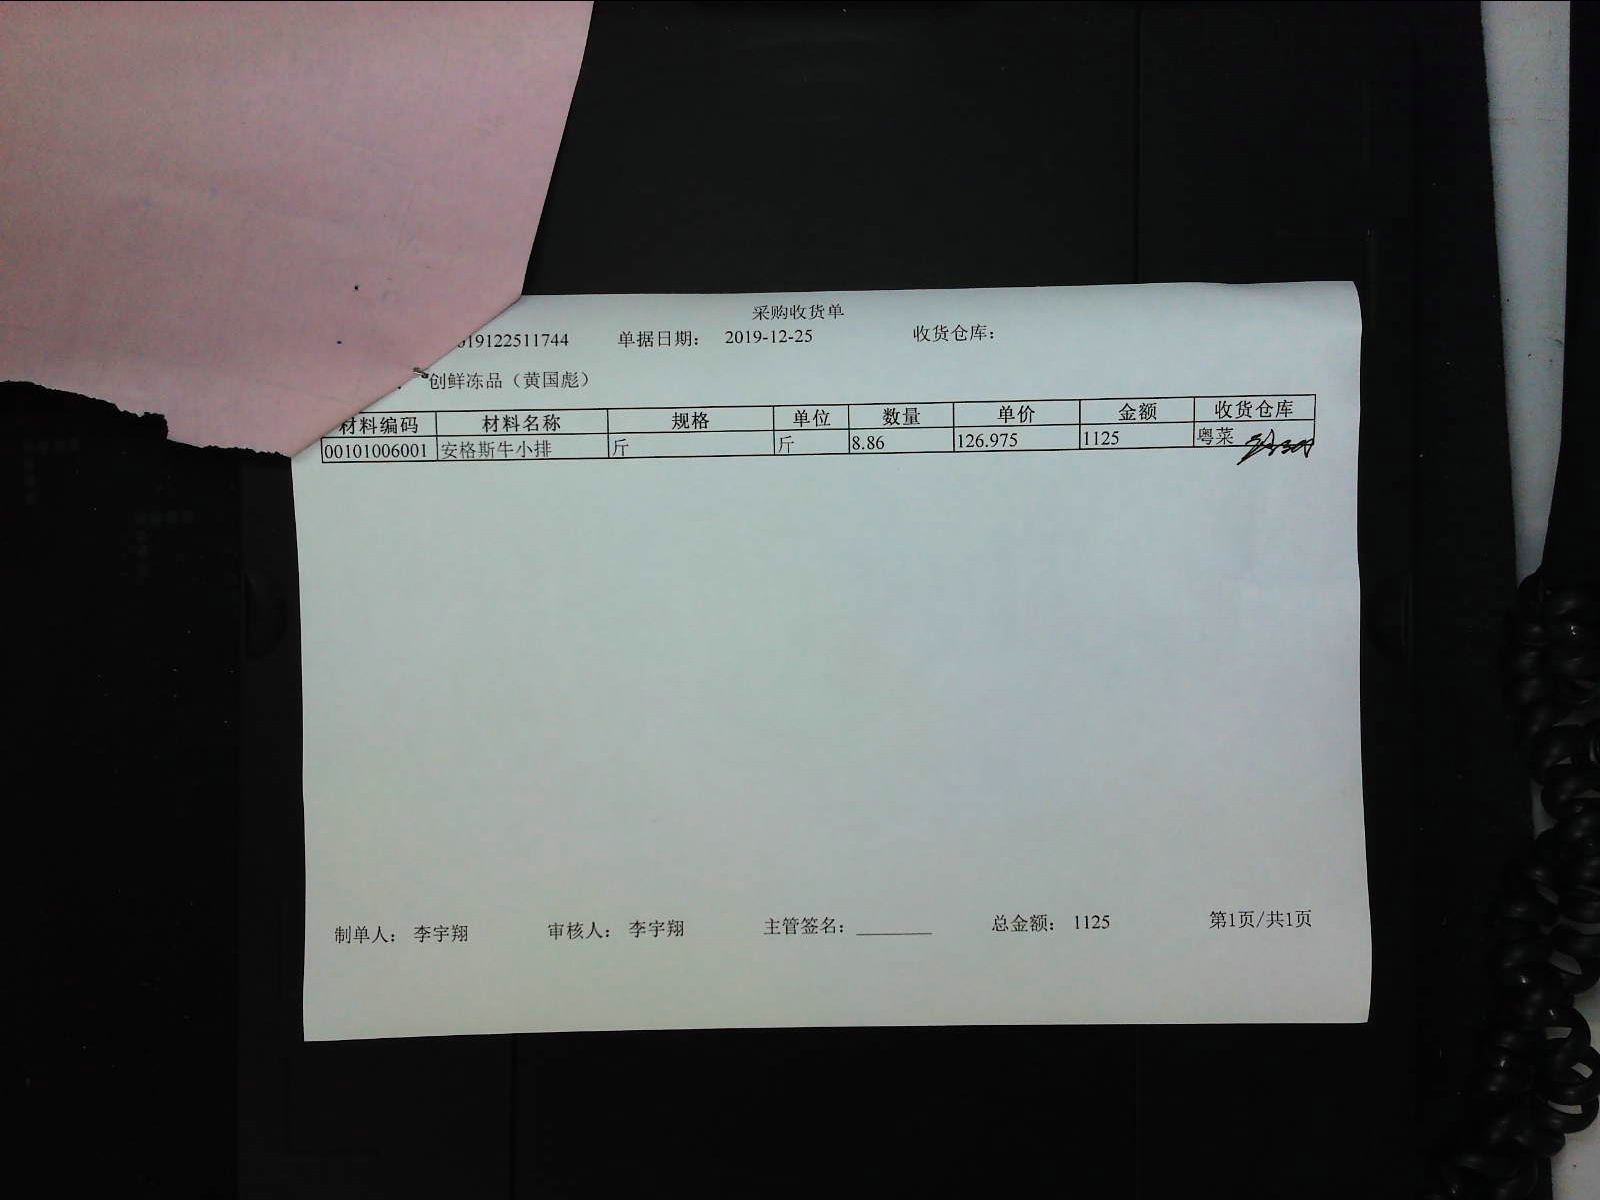 采购收货单
19122511744 单据日期： 2019-12-25 收货仓库：
创鲜冻品（黄国彪）
材料编码 材料名称 规格 单位 数量 单价 金额 收货仓库
00101006001 安格斯牛小排 斤 斤 8.86 126.975 1125 粤菜
制单人： 李宇翔 审核人： 李宇翔 主管签名： 总金额： 1125 第1页/共1页